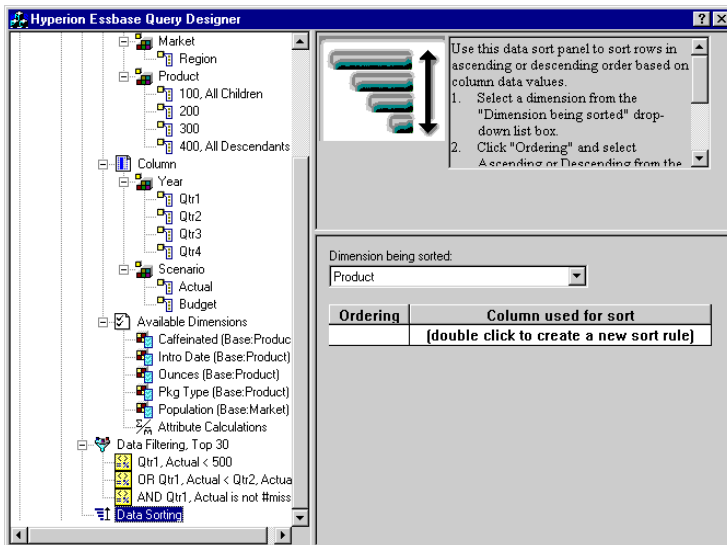 Hyperion Essbase Query Designer
Market
Region
Product
100, All Children
200
300
400, All Descendants
Column
Year
Qtr1
Qtr2
Qtr3
Qtr4
Scenario
Actual
Budget
Available Dimensions
Caffeinated (Base:Produc
Intro Date (Base:Product)
Ounces (Base:Product)
Pkg Type (Base:Product)
Population (Base:Market)
Attribute Calculations
Data Filtering, Top 30
Qtr1, Actual < 500
OR Qtr1, Actual < Qtr2, Actua
AND Qtr1, Actual is not #miss
Data Sorting
Use this data sort panel to sort rows in
ascending or descending order based on
column data values.
1. Select a dimension from the
"Dimension being sorted" drop-
down list box.
2. Click "Ordering" and select
Ascending or Descending from the
Dimension being sorted:
Product
Ordering Column used for sort
(double click to create a new sort rule)